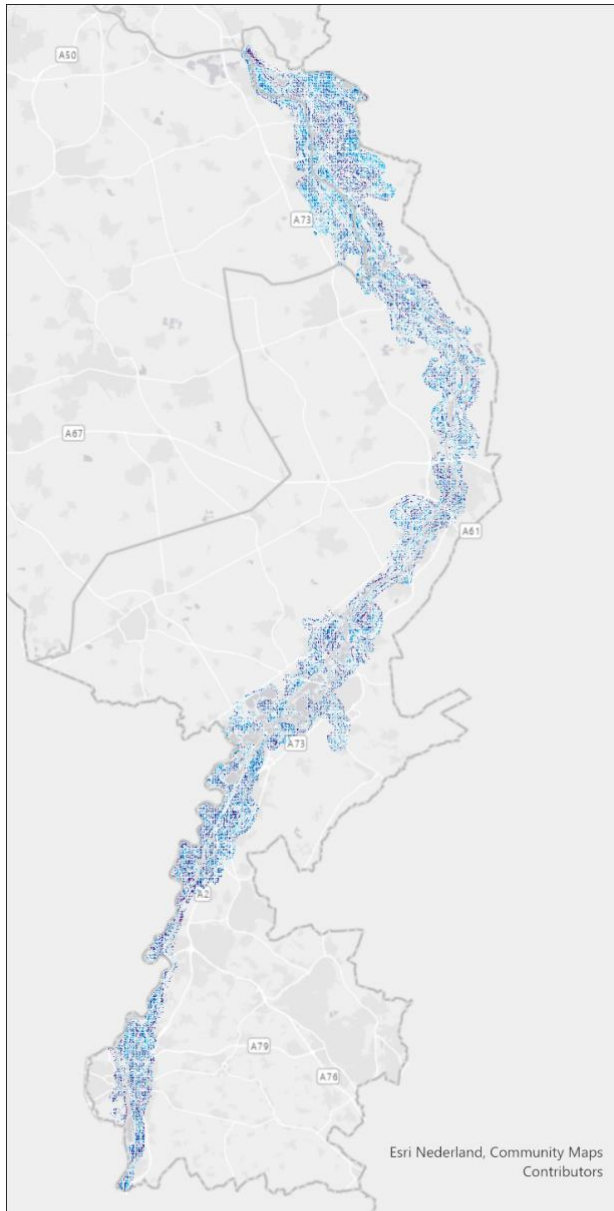 A50
A73
A67
A61
A73
A2
A79
A76
Esri Nederland, Community Maps
Contributors